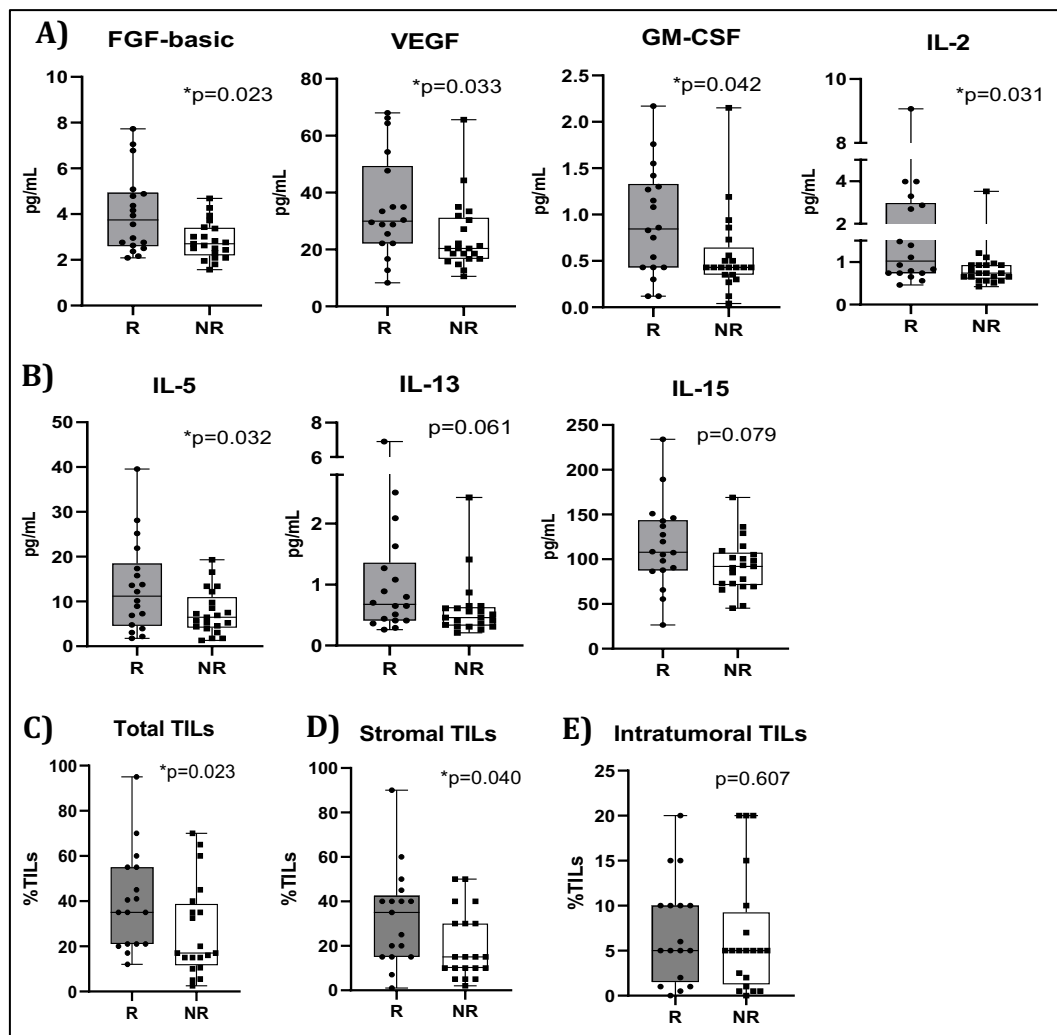 A) FGF-basic VEGF GM-CSF IL-2
*p=0.023 *p=0.033 *p=0.042 *p=0.031
pg/mL pg/mL pg/mL pg/mL
10 80 2.5 10
8 60 2.0 8
6 40 1.5 6
4 20 1.0 4
2 0 0.5 2
0 0.0 1
0
R NR R NR R NR R NR
B) IL-5 IL-13 IL-15
*p=0.032 p=0.061 p=0.079
pg/mL pg/mL pg/mL
50 8 250
40 6 200
30 4 150
20 2 100
10 1 50
0 0 0
R NR R NR R NR
C) Total TILs D) Stromal TILs E) Intratumoral TILs
*p=0.023 *p=0.040 p=0.607
%TILs %TILs %TILs
100 100 25
80 80 20
60 60 15
40 40 10
20 20 5
0 0 0
R NR R NR R NR